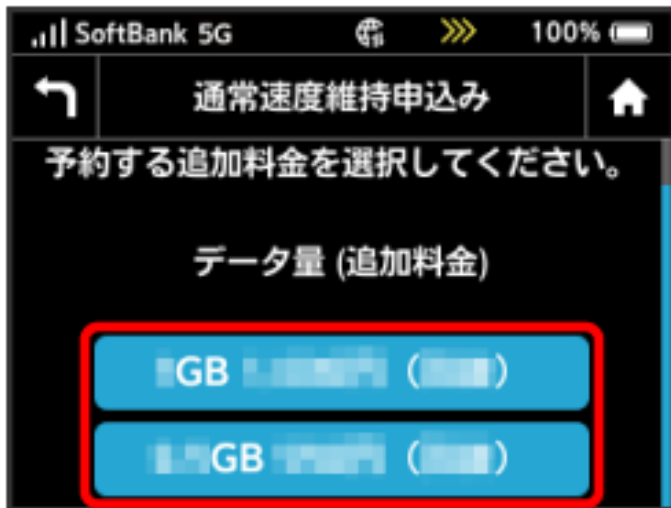 SoftBank 5G 100%
通常速度維持申込み
予約する追加料金を選択してください。
データ量 (追加料金)
GB ( )
GB ( )